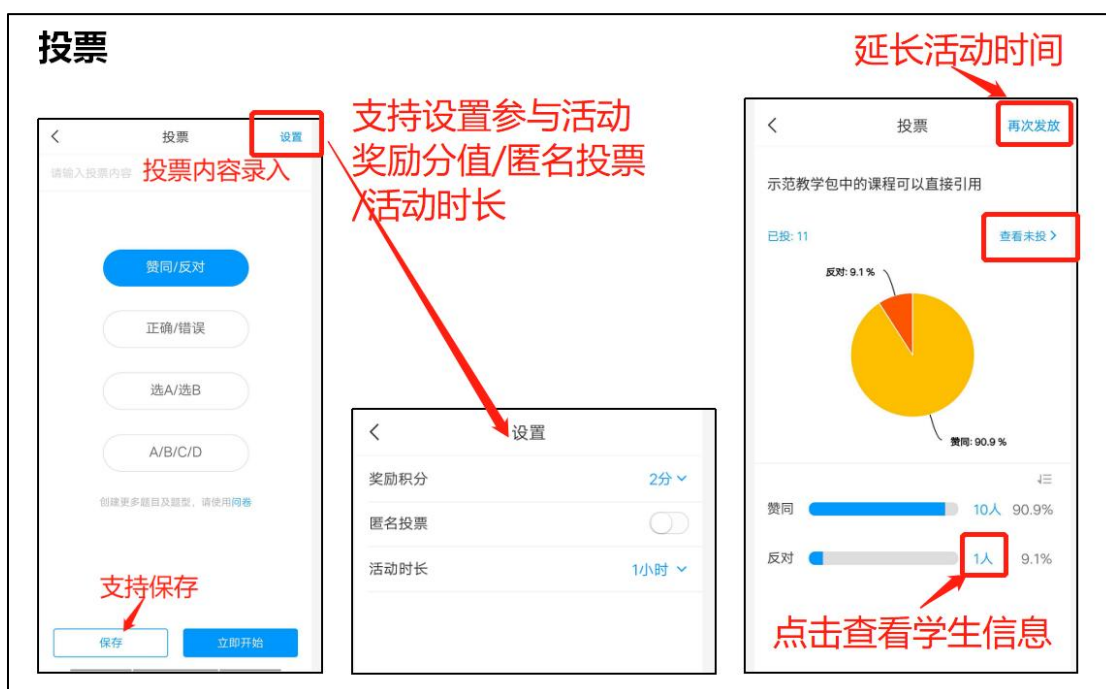 投票
延长活动时间
投票
设置
请输入投票内容
投票内容录入
赞同/反对
正确/错误
选A/选B
A/B/C/D
创建更多题目及题型，请使用问卷
支持保存
保存
立即开始
支持设置参与活动
奖励分值/匿名投票
/活动时长
设置
奖励积分
2分
匿名投票
活动时长
1小时
投票
再次发放
示范教学包中的课程可以直接引用
已投: 11
查看未投
反对: 9.1 %
赞同: 90.9 %
赞同
10人 90.9%
反对
1人 9.1%
点击查看学生信息